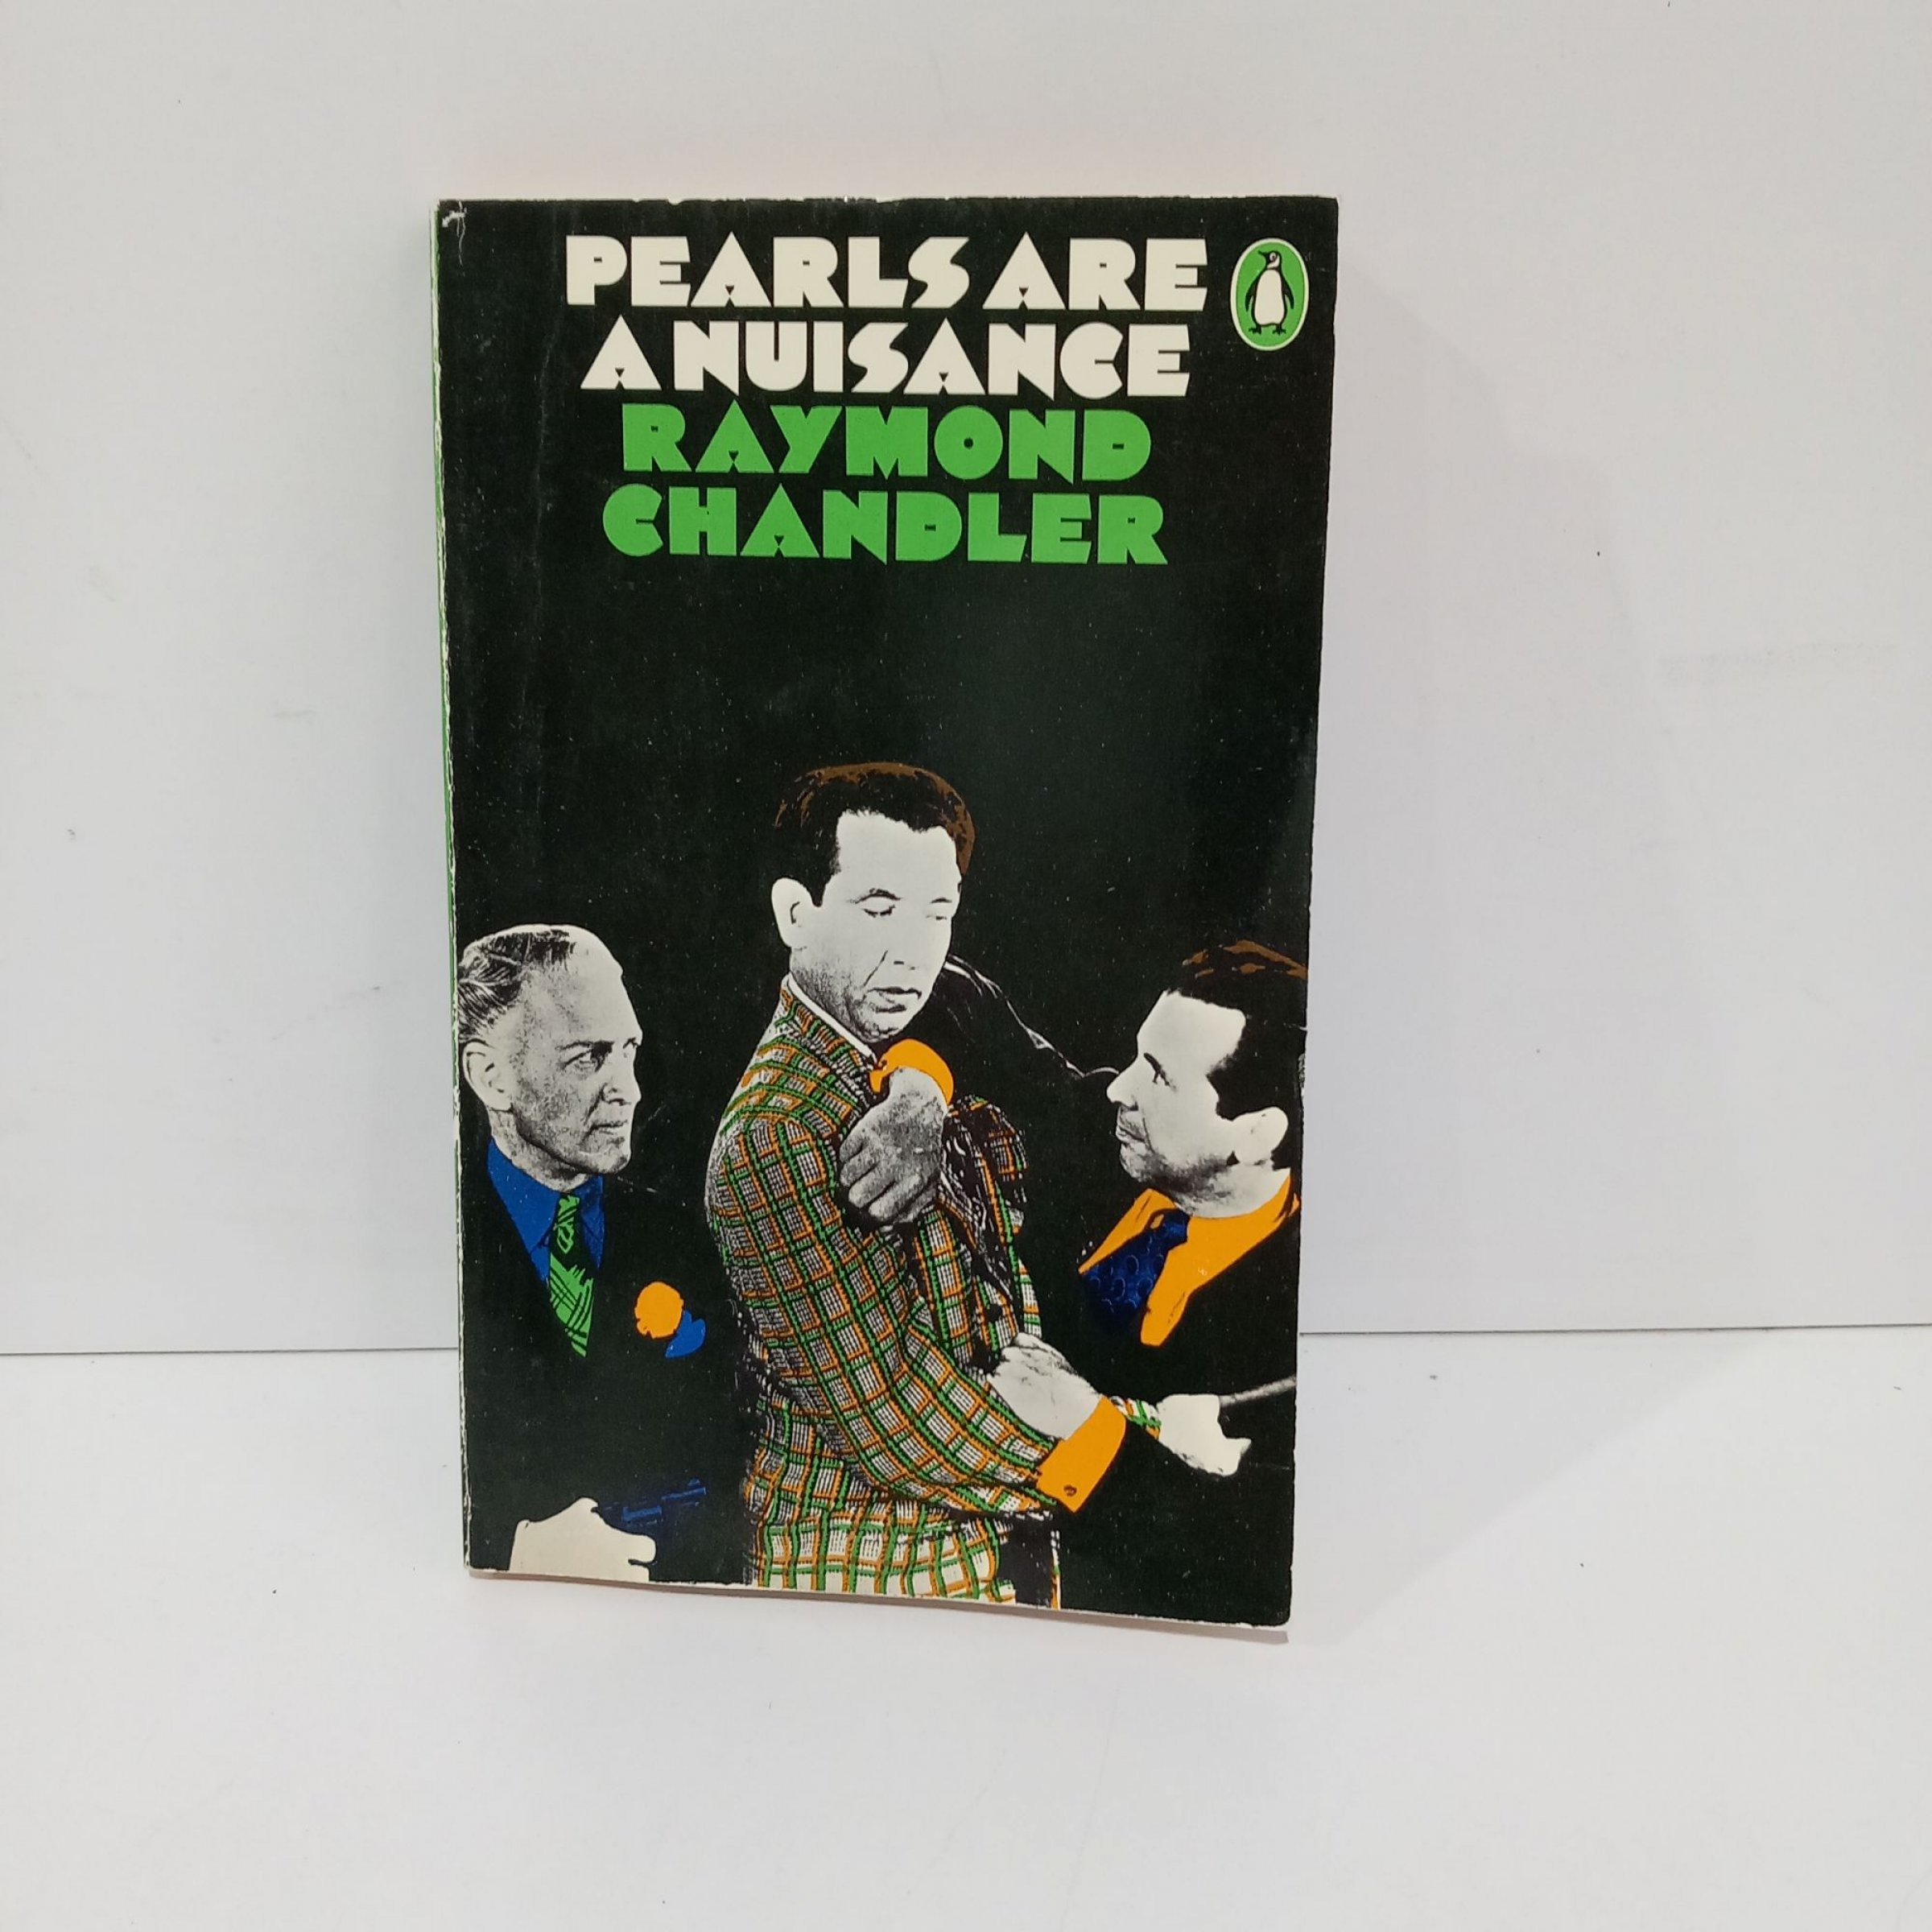 PEARLS ARE
A NUISANCE
RAYMOND
CHANDLER